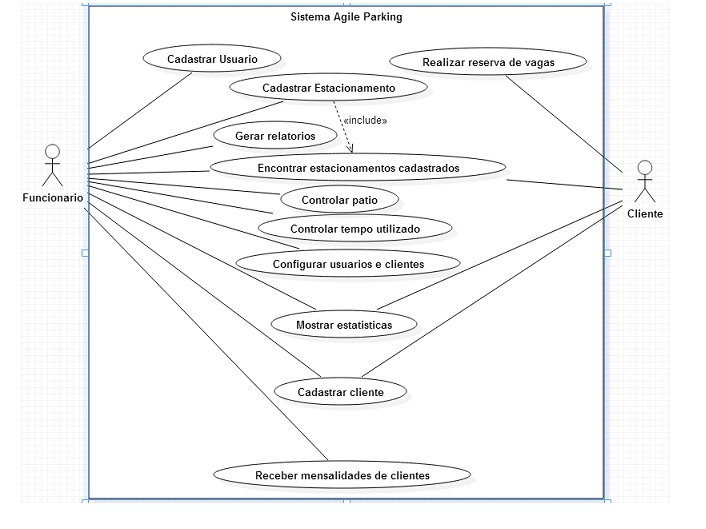 Sistema Agile Parking
Cadastrar Usuario
Realizar reserva de vagas
Cadastrar Estacionamento
«include»
Gerar relatorios
Encontrar estacionamentos cadastrados
Funcionario
Controlar patio
Cliente
Controlar tempo utilizado
Configurar usuarios e clientes
Mostrar estatisticas
Cadastrar cliente
Receber mensalidades de clientes